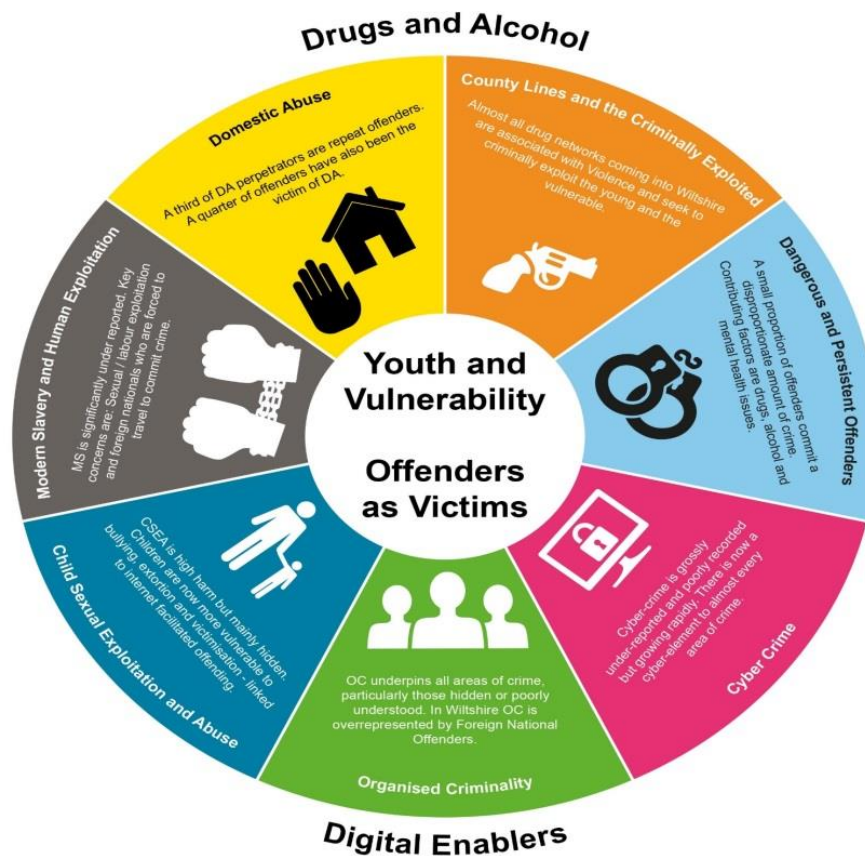 Drugs and Alcohol
Domestic Abuse
A third of DA perpetrators are repeat offenders.
A quarter of offenders have also been the
victim of DA.
County Lines and the Criminally Exploited
Almost all drug networks coming into Wiltshire
are associated with Violence and seek to
criminally exploit the young and the
vulnerable.
Dangerous and Persistent Offenders
A small proportion of offenders commit a
disproportionate amount of crime.
Contributing factors are drugs, alcohol and
mental health issues.
Cyber-crime is grossly
under-reported and poorly recorded
but growing rapidly. There is now a
cyber-element to almost every
area of crime.
Cyber Crime
OC underpins all areas of crime,
particularly those hidden or poorly
understood. In Wiltshire OC is
overrepresented by Foreign National
Offenders.
Organised Criminality
CSEA is high harm but mainly hidden.
Children are now more vulnerable to
bullying, extortion and victimisation - linked
to internet facilitated offending.
Child Sexual Exploitation and Abuse
Modern Slavery and Human Exploitation
MS is significantly under reported. Key
concerns are: Sexual / labour exploitation
and foreign nationals who are forced to
travel to commit crime.
Youth and
Vulnerability
Offenders
as Victims
Digital Enablers